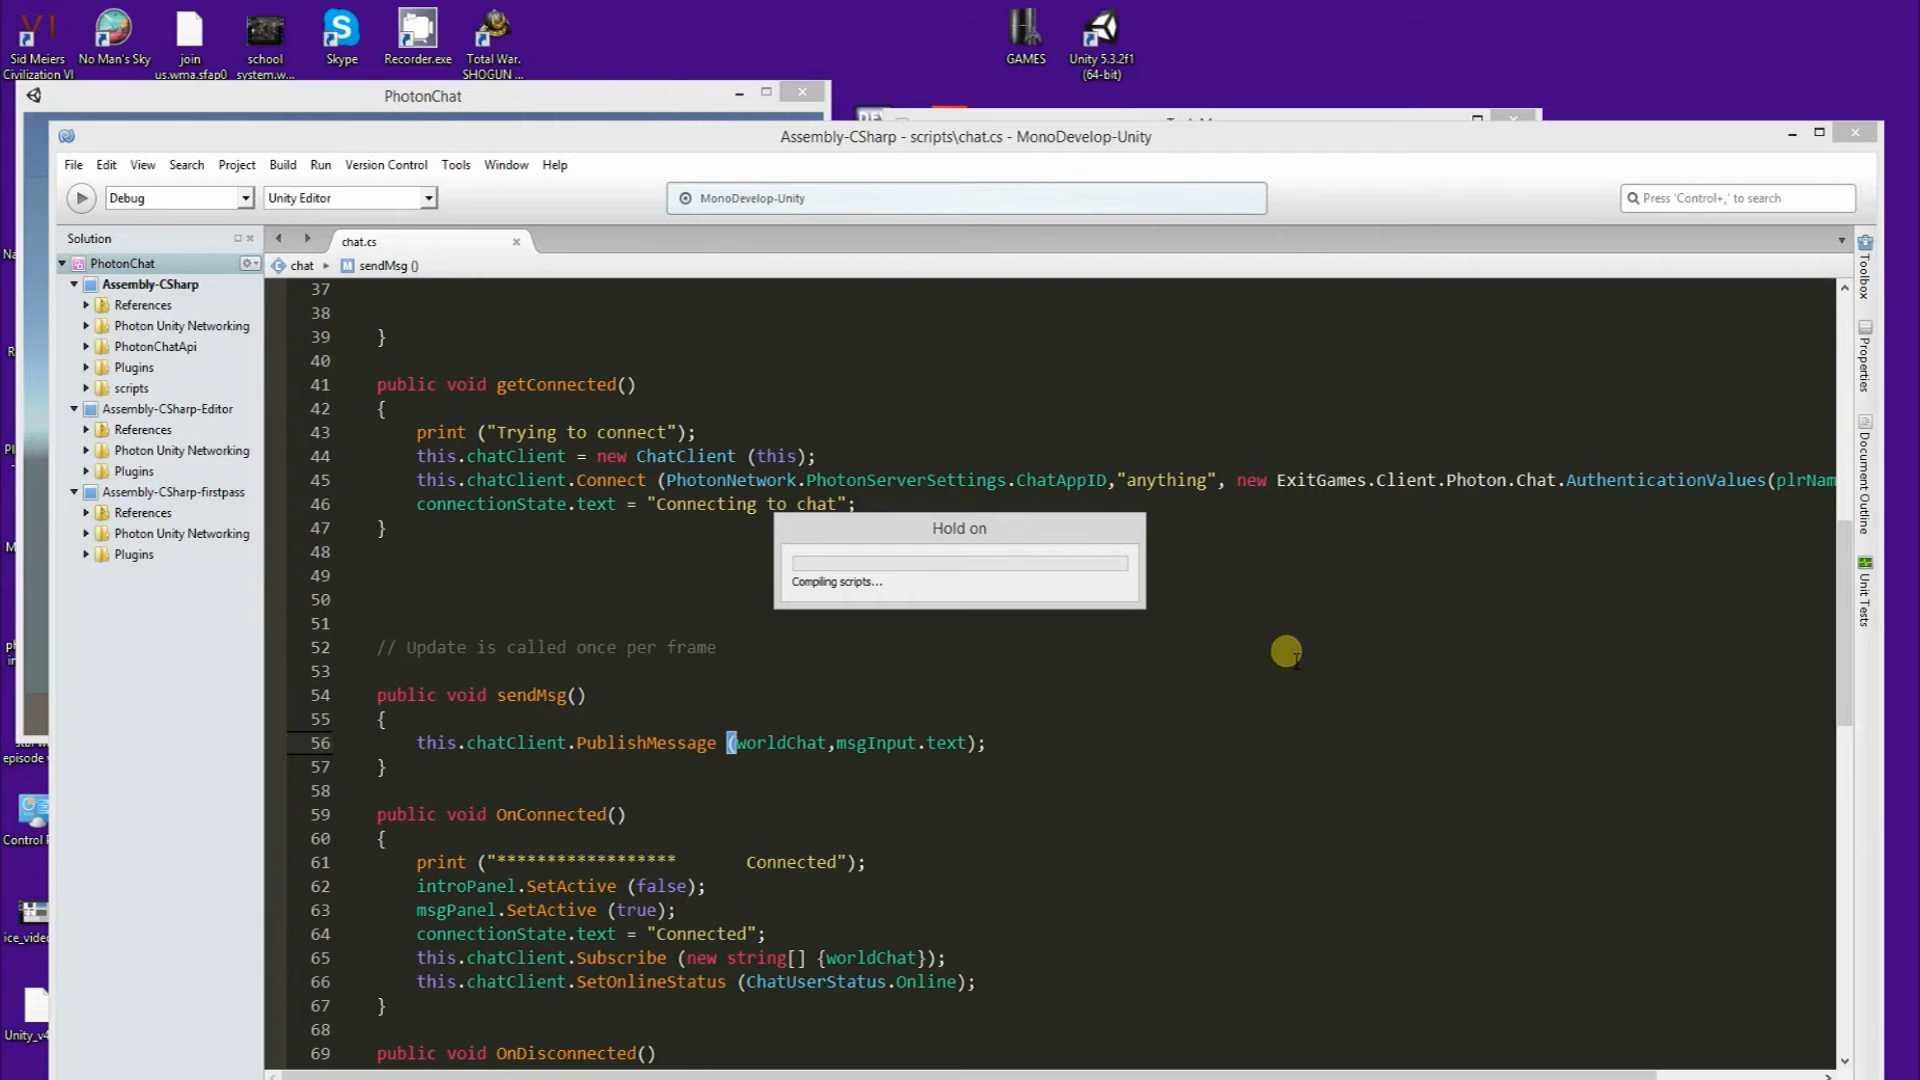 Sid Meiers
Civilization VI
No Man's Sky
join
us.wma.sfap0
school
system.w...
Skype
Recorder.exe
Total War.
SHOGUN ...
GAMES
Unity 5.3.2f1
(64-bit)
PhotonChat
Assembly-CSharp - scripts\chat.cs - MonoDevelop-Unity
File Edit View Search Project Build Run Version Control Tools Window Help
Debug
Unity Editor
MonoDevelop-Unity
Press 'Control+,' to search
Solution
chat.cs
chat
sendMsg ()
PhotonChat
Assembly-CSharp
References
Photon Unity Networking
PhotonChatApi
Plugins
scripts
Assembly-CSharp-Editor
References
Photon Unity Networking
Plugins
Assembly-CSharp-firstpass
References
Photon Unity Networking
Plugins
37
38
39 }
40
41 public void getConnected()
42 {
43 print ("Trying to connect");
44 this.chatClient = new ChatClient (this);
45 this.chatClient.Connect (PhotonNetwork.PhotonServerSettings.ChatAppID,"anything", new ExitGames.Client.Photon.Chat.AuthenticationValues(plrNam
46 connectionState.text = "Connecting to chat";
47 }
48
49
50
51
52 // Update is called once per frame
53
54 public void sendMsg()
55 {
56 this.chatClient.PublishMessage (worldChat,msgInput.text);
57 }
58
59 public void OnConnected()
60 {
61 print ("****************** Connected");
62 introPanel.SetActive (false);
63 msgPanel.SetActive (true);
64 connectionState.text = "Connected";
65 this.chatClient.Subscribe (new string[] {worldChat});
66 this.chatClient.SetOnlineStatus (ChatUserStatus.Online);
67 }
68
69 public void OnDisconnected()
Hold on
Compiling scripts...
Toolbox
Properties
Document Outline
Unit Tests
episode v
Control P
ice_video
Unity_v4